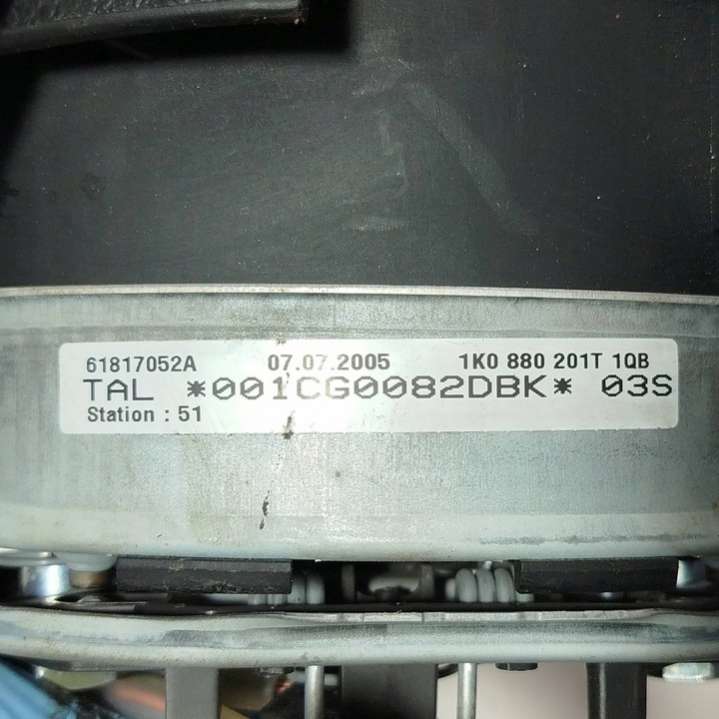 61817052A 07.07.2005 1K0 880 201T 1QB
TAL *001CG0082DBK* 03S
Station : 51